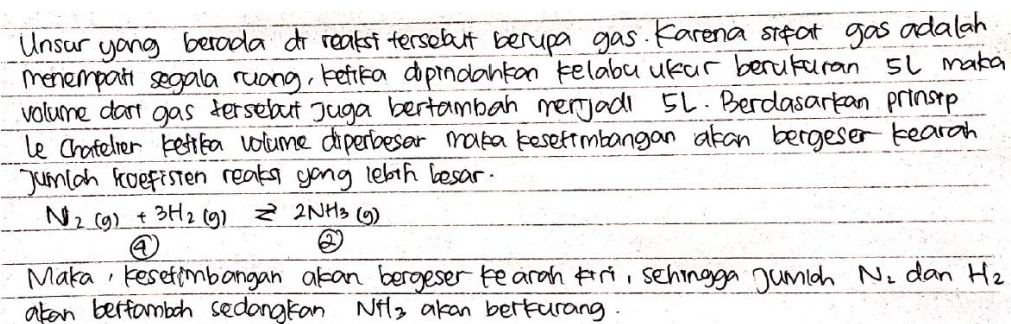 Unsur yang berada di reaksi tersebut berupa gas. Karena sifat gas adalah
menempati segala ruang, ketika dipindahkan kelabu ukur berukuran 5L maka
volume dari gas tersebut juga bertambah menjadi 5L. Berdasarkan prinsip
Le Chatelier ketika volume diperbesar maka kesetimbangan akan bergeser kearah
Jumlah koefisien reaksi yang lebih besar.
N₂ (g) + 3H₂ (g) ⇄ 2NH₃ (g)
④ ②
Maka, kesetimbangan akan bergeser ke arah kiri, sehingga Jumlah N₂ dan H₂
akan bertambah sedangkan NH₃ akan berkurang.